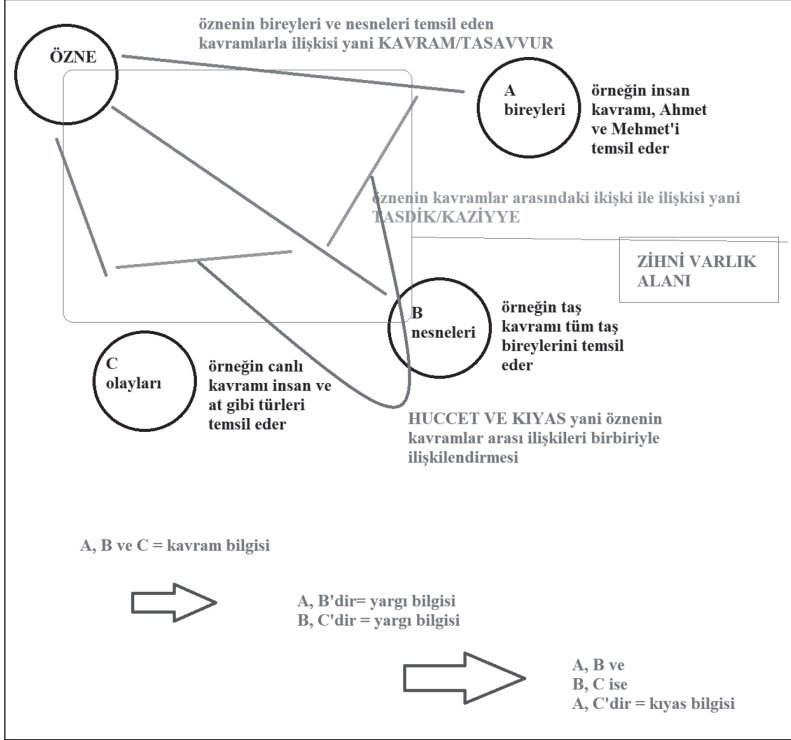 öznenin bireyleri ve nesneleri temsil eden
kavramlarla ilişkisi yani KAVRAM/TASAVVUR
ÖZNE
A
bireyleri
örneğin insan
kavramı, Ahmet
ve Mehmet'i
temsil eder
öznenin kavramlar arasındaki ikişki ile ilişkisi yani
TASDİK/KAZİYYE
ZİHNİ VARLIK
ALANI
B
nesneleri
örneğin taş
kavramı tüm taş
bireylerini temsil
eder
C
olayları
örneğin canlı
kavramı insan ve
at gibi türleri
temsil eder
HUCCET VE KIYAS yani öznenin
kavramlar arası ilişkileri birbiriyle
ilişkilendirmesi
A, B ve C = kavram bilgisi
A, B'dir= yargı bilgisi
B, C'dir = yargı bilgisi
A, B ve
B, C ise
A, C'dir = kıyas bilgisi